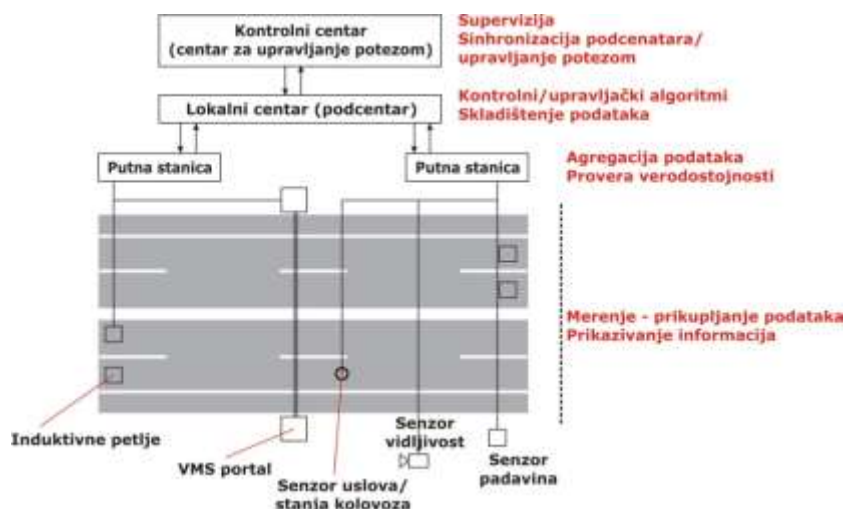 Kontrolni centar
(centar za upravljanje potezom)
Supervizija
Sinhronizacija podcenatara/
upravljanje potezom
Lokalni centar (podcentar)
Kontrolni/upravljački algoritmi
Skladištenje podataka
Putna stanica
Putna stanica
Agregacija podataka
Provera verodostojnosti
Merenje - prikupljanje podataka
Prikazivanje informacija
Induktivne petlje
VMS portal
Senzor uslova/
stanja kolovoza
Senzor
vidljivost
Senzor
padavina